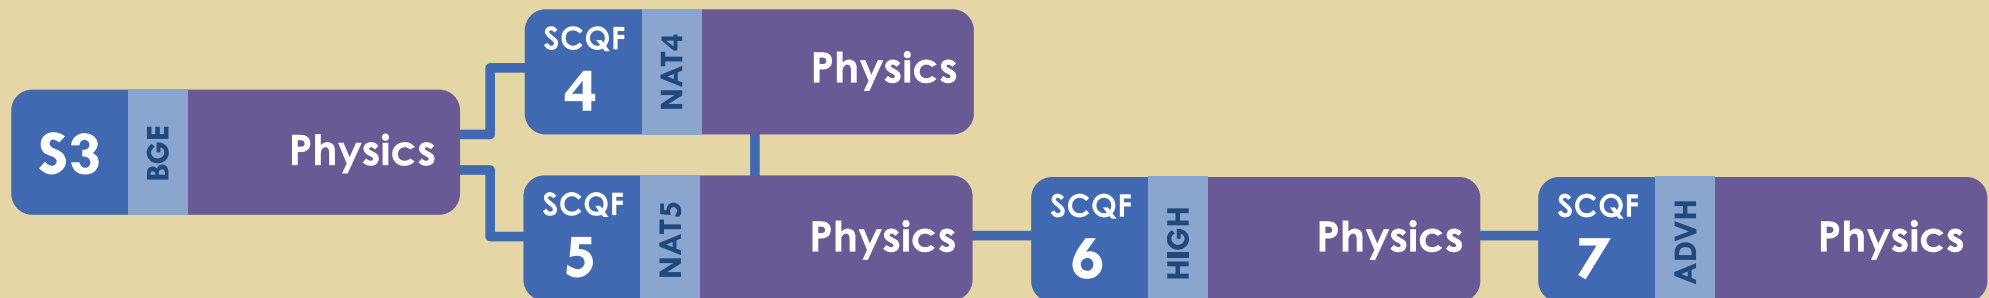 S3
BGE
Physics
SCQF
4
NAT4
Physics
SCQF
5
NAT5
Physics
SCQF
6
HIGH
Physics
SCQF
7
ADVH
Physics